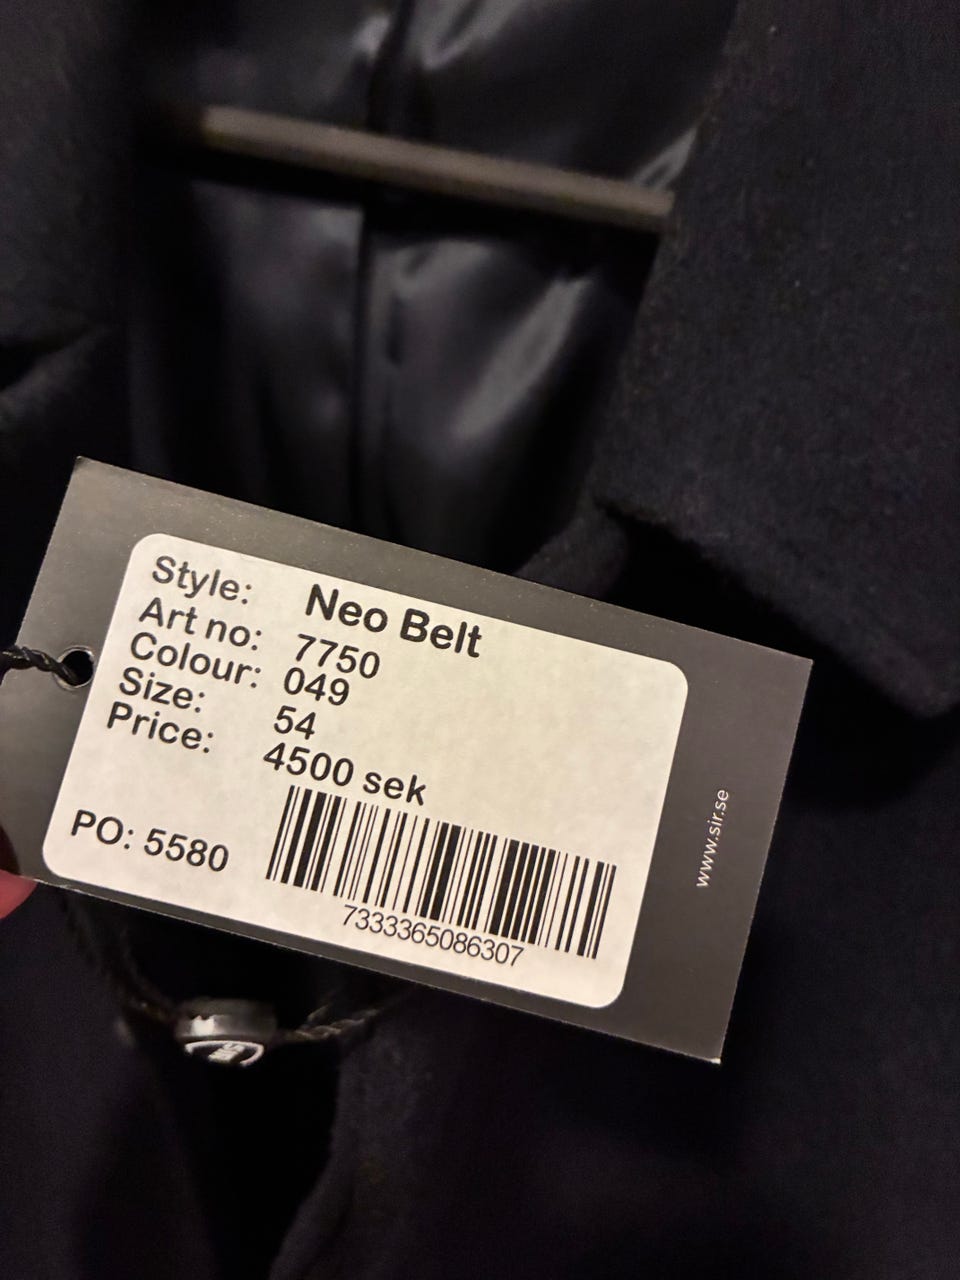 Style: Neo Belt
Art no: 7750
Colour: 049
Size: 54
Price: 4500 sek
PO: 5580
7333365086307
www.sir.se